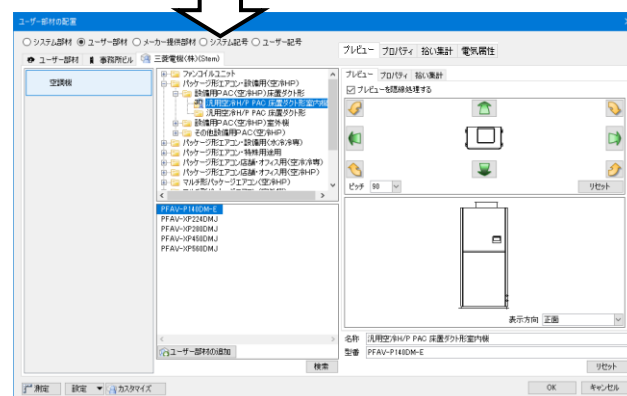 ユーザー部材の配置
○システム部材 ◉ユーザー部材 ○メーカー提供部材 ○システム記号 ○ユーザー記号
ユーザー部材 事務所ビル 三菱電機(株)(Stem)
空調機
ファンコイルユニット
パッケージ形エアコン・設備用(空冷HP)
設備用PAC(空冷HP)床置ダクト形
汎用空冷H/P PAC 床置ダクト形室内機
汎用空冷H/P PAC 床置ダクト形
設備用PAC(空冷HP)室外機
その他設備用PAC(空冷HP)
パッケージ形エアコン・設備用(水冷冷専)
パッケージ形エアコン・特殊用途用
パッケージ形エアコン店舗・オフィス用(空冷冷専)
パッケージ形エアコン店舗・オフィス用(空冷HP)
マルチ形パッケージエアコン(空冷HP)
PFAV-P140DM-E
PFAV-XP224DMJ
PFAV-XP280DMJ
PFAV-XP450DMJ
PFAV-XP560DMJ
ユーザー部材の追加
検索
プレビュー プロパティ 拾い集計 電気属性
プレビュー プロパティ 拾い集計
プレビューを隠線処理する
ピッチ 90
リセット
表示方向 正面
名称 汎用空冷H/P PAC 床置ダクト形室内機
型番 PFAV-P140DM-E
リセット
測定 設定 カスタマイズ
OK キャンセル